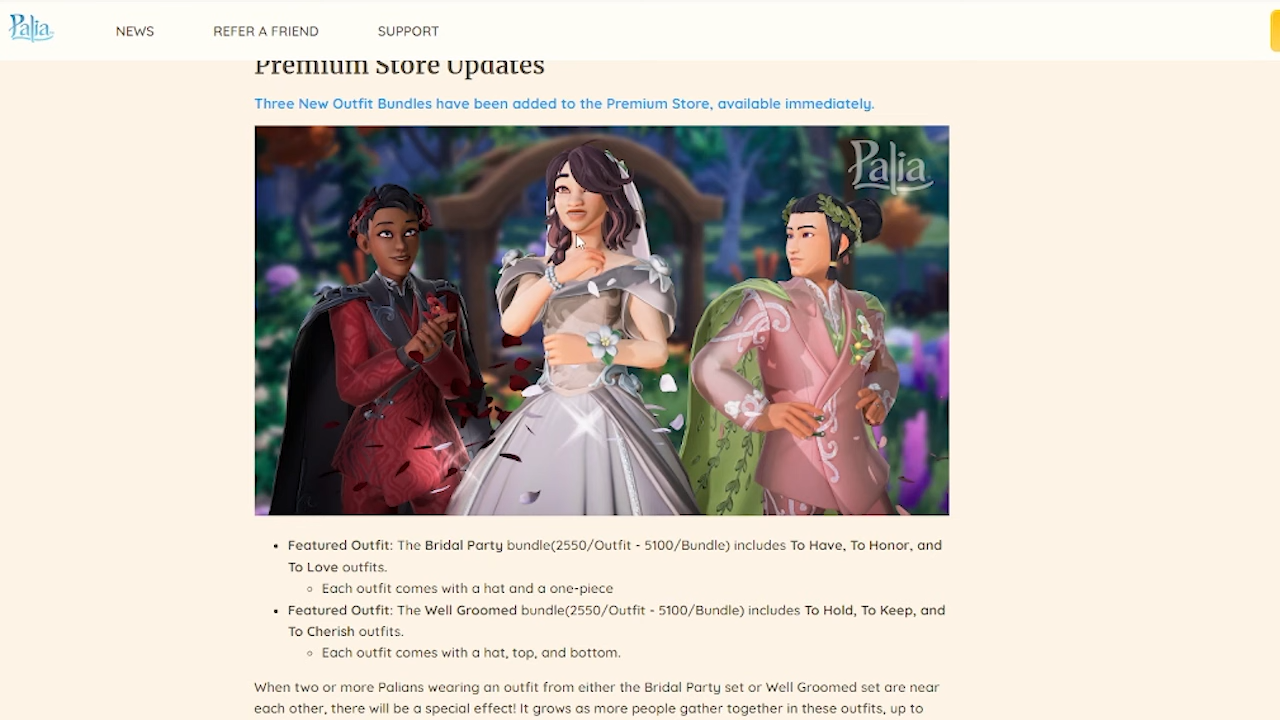 Palia
NEWS
REFER A FRIEND
SUPPORT
Premium Store Updates
Three New Outfit Bundles have been added to the Premium Store, available immediately.
Palia
• Featured Outfit: The Bridal Party bundle(2550/Outfit - 5100/Bundle) includes To Have, To Honor, and
To Love outfits.
◦ Each outfit comes with a hat and a one-piece
• Featured Outfit: The Well Groomed bundle(2550/Outfit - 5100/Bundle) includes To Hold, To Keep, and
To Cherish outfits.
◦ Each outfit comes with a hat, top, and bottom.
When two or more Palians wearing an outfit from either the Bridal Party set or Well Groomed set are near
each other, there will be a special effect! It grows as more people gather together in these outfits, up to